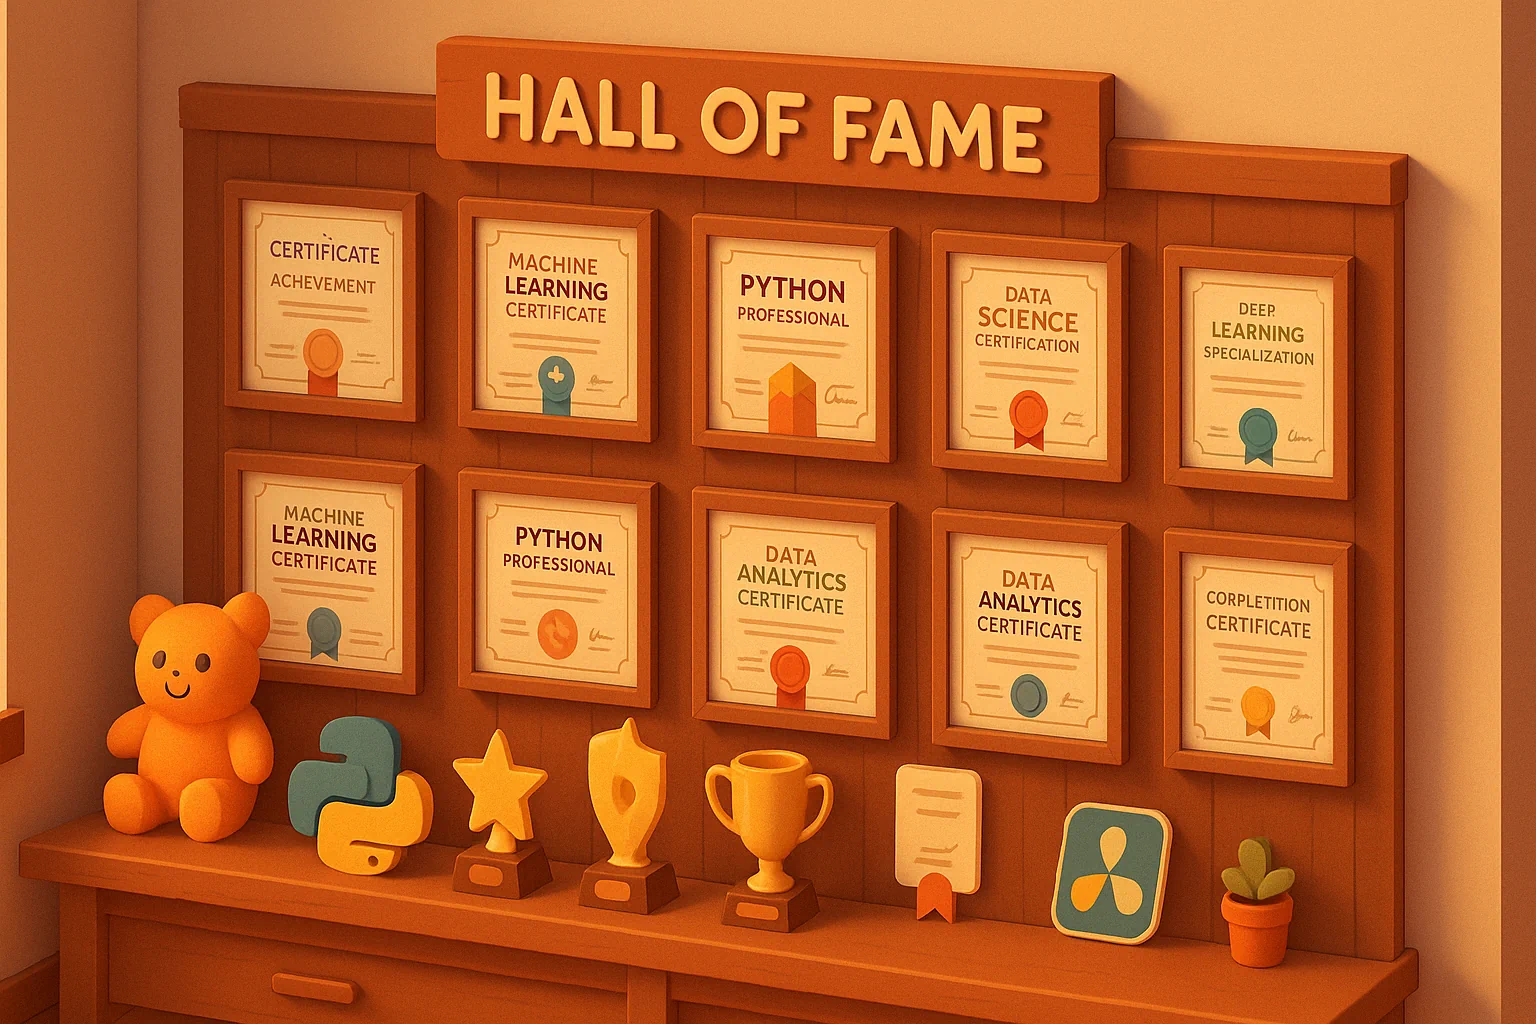 HALL OF FAME
CERTIFICATE
ACHEVEMENT
MACHINE
LEARNING
CERTIFICATE
PYTHON
PROFESSIONAL
DATA
SCIENCE
CERTIFICATION
DEEP
LEARNING
SPECIALIZATION
MACHINE
LEARNING
CERTIFICATE
PYTHON
PROFESSIONAL
DATA
ANALYTICS
CERTIFICATE
DATA
ANALYTICS
CERTIFICATE
CORPLETITION
CERTIFICATE